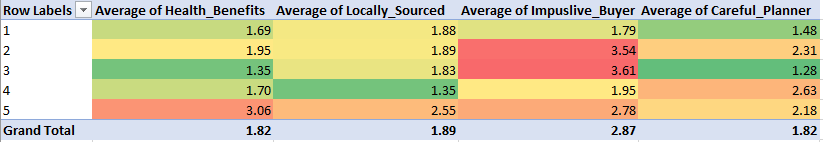 Row Labels Average of Health_Benefits Average of Locally_Sourced Average of Impuslive_Buyer Average of Careful_Planner
1 1.69 1.88 1.79 1.48
2 1.95 1.89 3.54 2.31
3 1.35 1.83 3.61 1.28
4 1.70 1.35 1.95 2.63
5 3.06 2.55 2.78 2.18
Grand Total 1.82 1.89 2.87 1.82